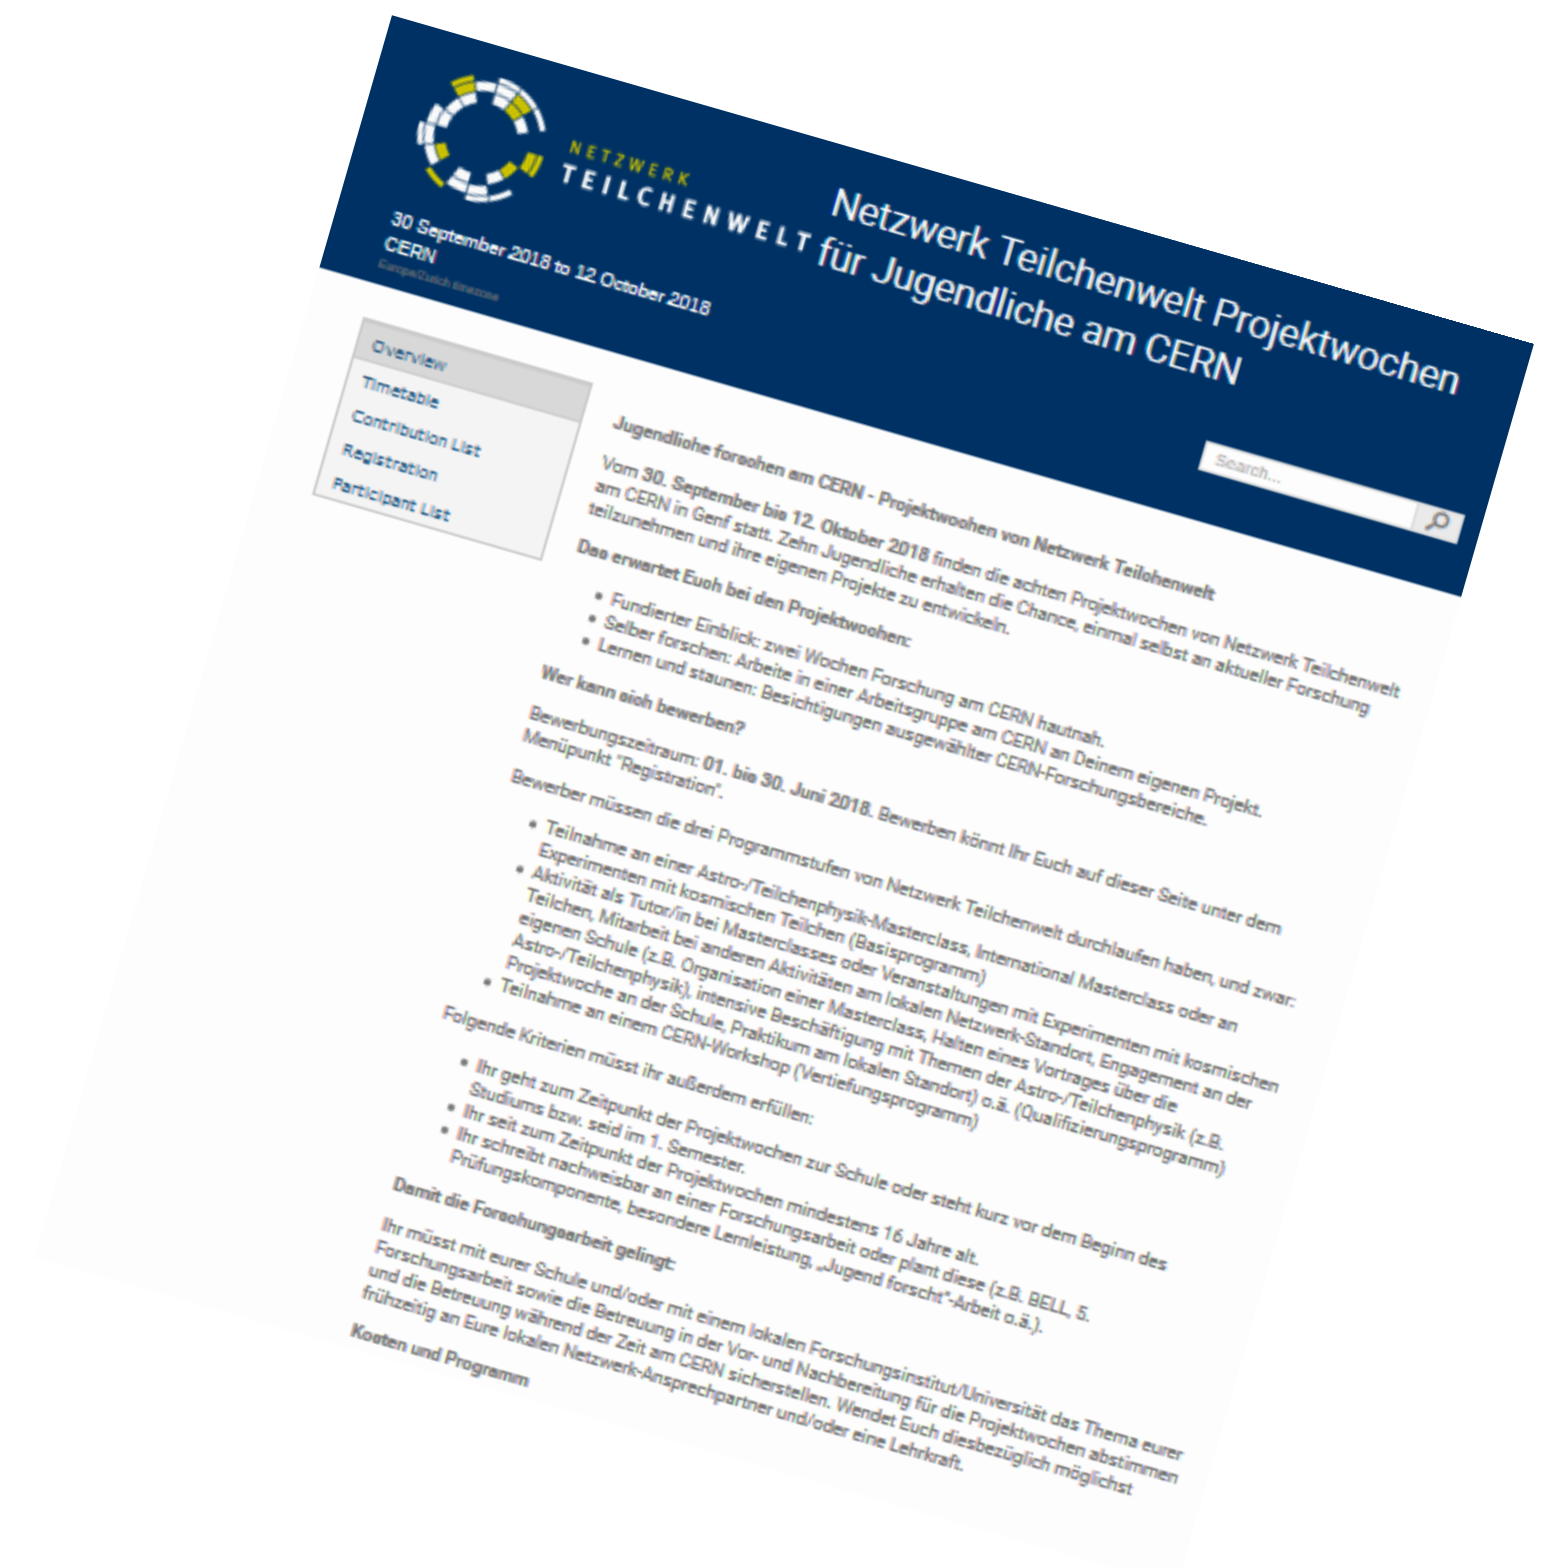 NETZWERK
TEILCHENWELT
Netzwerk Teilchenwelt Projektwochen
für Jugendliche am CERN
30 September 2018 to 12 October 2018
CERN
Europe/Zurich timezone
Search...
Overview
Timetable
Contribution List
Registration
Participant List
Jugendliche forschen am CERN - Projektwochen von Netzwerk Teilchenwelt
Vom 30. September bis 12. Oktober 2018 finden die achten Projektwochen von Netzwerk Teilchenwelt
am CERN in Genf statt. Zehn Jugendliche erhalten die Chance, einmal selbst an aktueller Forschung
teilzunehmen und ihre eigenen Projekte zu entwickeln.
Das erwartet Euch bei den Projektwochen:
• Fundierter Einblick: zwei Wochen Forschung am CERN hautnah.
• Selber forschen: Arbeite in einer Arbeitsgruppe am CERN an Deinem eigenen Projekt.
• Lernen und staunen: Besichtigungen ausgewählter CERN-Forschungsbereiche.
Wer kann sich bewerben?
Bewerbungszeitraum: 01. bis 30. Juni 2018. Bewerben könnt Ihr Euch auf dieser Seite unter dem
Menüpunkt "Registration".
Bewerber müssen die drei Programmstufen von Netzwerk Teilchenwelt durchlaufen haben, und zwar:
• Teilnahme an einer Astro-/Teilchenphysik-Masterclass, International Masterclass oder an
Experimenten mit kosmischen Teilchen (Basisprogramm)
• Aktivität als Tutor/in bei Masterclasses oder Veranstaltungen mit Experimenten mit kosmischen
Teilchen, Mitarbeit bei anderen Aktivitäten am lokalen Netzwerk-Standort, Engagement an der
eigenen Schule (z.B. Organisation einer Masterclass, Halten eines Vortrages über die
Astro-/Teilchenphysik), intensive Beschäftigung mit Themen der Astro-/Teilchenphysik (z.B.
Projektwoche an der Schule, Praktikum am lokalen Standort) o.ä. (Qualifizierungsprogramm)
• Teilnahme an einem CERN-Workshop (Vertiefungsprogramm)
Folgende Kriterien müsst ihr außerdem erfüllen:
• Ihr geht zum Zeitpunkt der Projektwochen zur Schule oder steht kurz vor dem Beginn des
Studiums bzw. seid im 1. Semester.
• Ihr seit zum Zeitpunkt der Projektwochen mindestens 16 Jahre alt.
• Ihr schreibt nachweisbar an einer Forschungsarbeit oder plant diese (z.B. BELL, 5.
Prüfungskomponente, besondere Lernleistung, „Jugend forscht"-Arbeit o.ä.).
Damit die Forschungsarbeit gelingt:
Ihr müsst mit eurer Schule und/oder mit einem lokalen Forschungsinstitut/Universität das Thema eurer
Forschungsarbeit sowie die Betreuung in der Vor- und Nachbereitung für die Projektwochen abstimmen
und die Betreuung während der Zeit am CERN sicherstellen. Wendet Euch diesbezüglich möglichst
frühzeitig an Eure lokalen Netzwerk-Ansprechpartner und/oder eine Lehrkraft.
Kosten und Programm